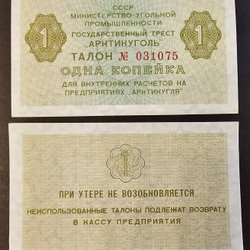 СССР
МИНИСТЕРСТВО УГОЛЬНОЙ
ПРОМЫШЛЕННОСТИ
ГОСУДАРСТВЕННЫЙ ТРЕСТ
1 „АРКТИКУГОЛЬ" 1
ТАЛОН № 031075
ОДНА КОПЕЙКА
ДЛЯ ВНУТРЕННИХ РАСЧЕТОВ НА
ПРЕДПРИЯТИЯХ „АРКТИКУГЛЯ"
1
ПРИ УТЕРЕ НЕ ВОЗОБНОВЛЯЕТСЯ
НЕИСПОЛЬЗОВАННЫЕ ТАЛОНЫ ПОДЛЕЖАТ ВОЗВРАТУ
В КАССУ ПРЕДПРИЯТИЯ